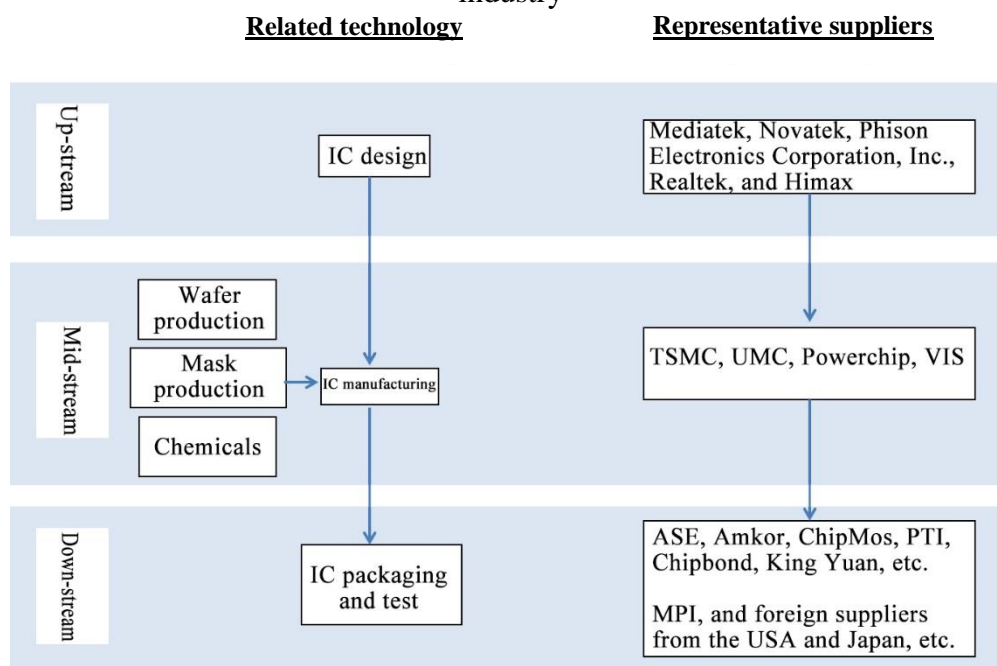 industry
Related technology
Representative suppliers
Up-stream
IC design
Mediatek, Novatek, Phison
Electronics Corporation, Inc.,
Realtek, and Himax
Mid-stream
Wafer
production
Mask
production
Chemicals
IC manufacturing
TSMC, UMC, Powerchip, VIS
Down-stream
IC packaging
and test
ASE, Amkor, ChipMos, PTI,
Chipbond, King Yuan, etc.
MPI, and foreign suppliers
from the USA and Japan, etc.